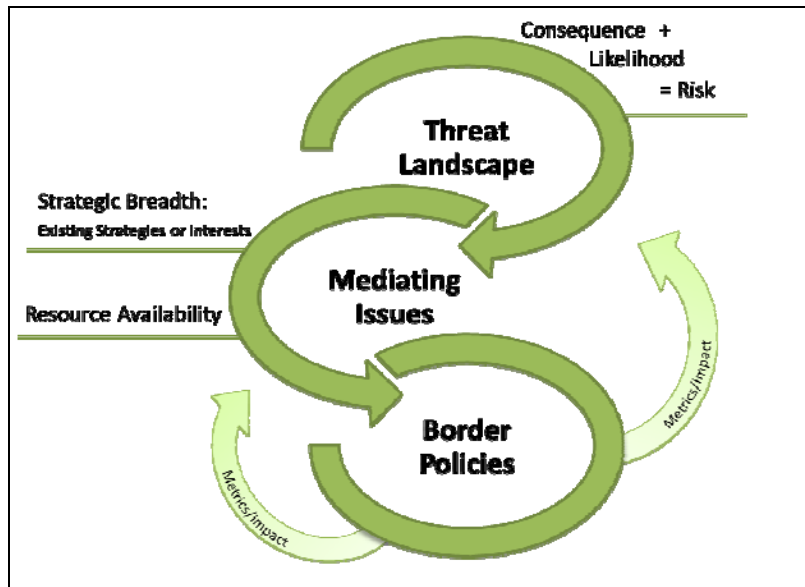 Consequence +
Likelihood
= Risk
Threat
Landscape
Strategic Breadth:
Existing Strategies or Interests
Mediating
Issues
Resource Availability
Border
Policies
Metrics/impact
Metrics/impact